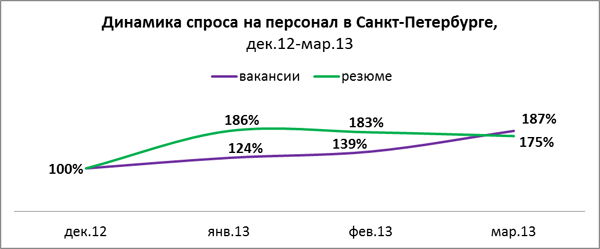 Динамика спроса на персонал в Санкт-Петербурге,
дек.12-мар.13
вакансии резюме
186% 183% 187%
100% 124% 139% 175%
дек.12 янв.13 фев.13 мар.13